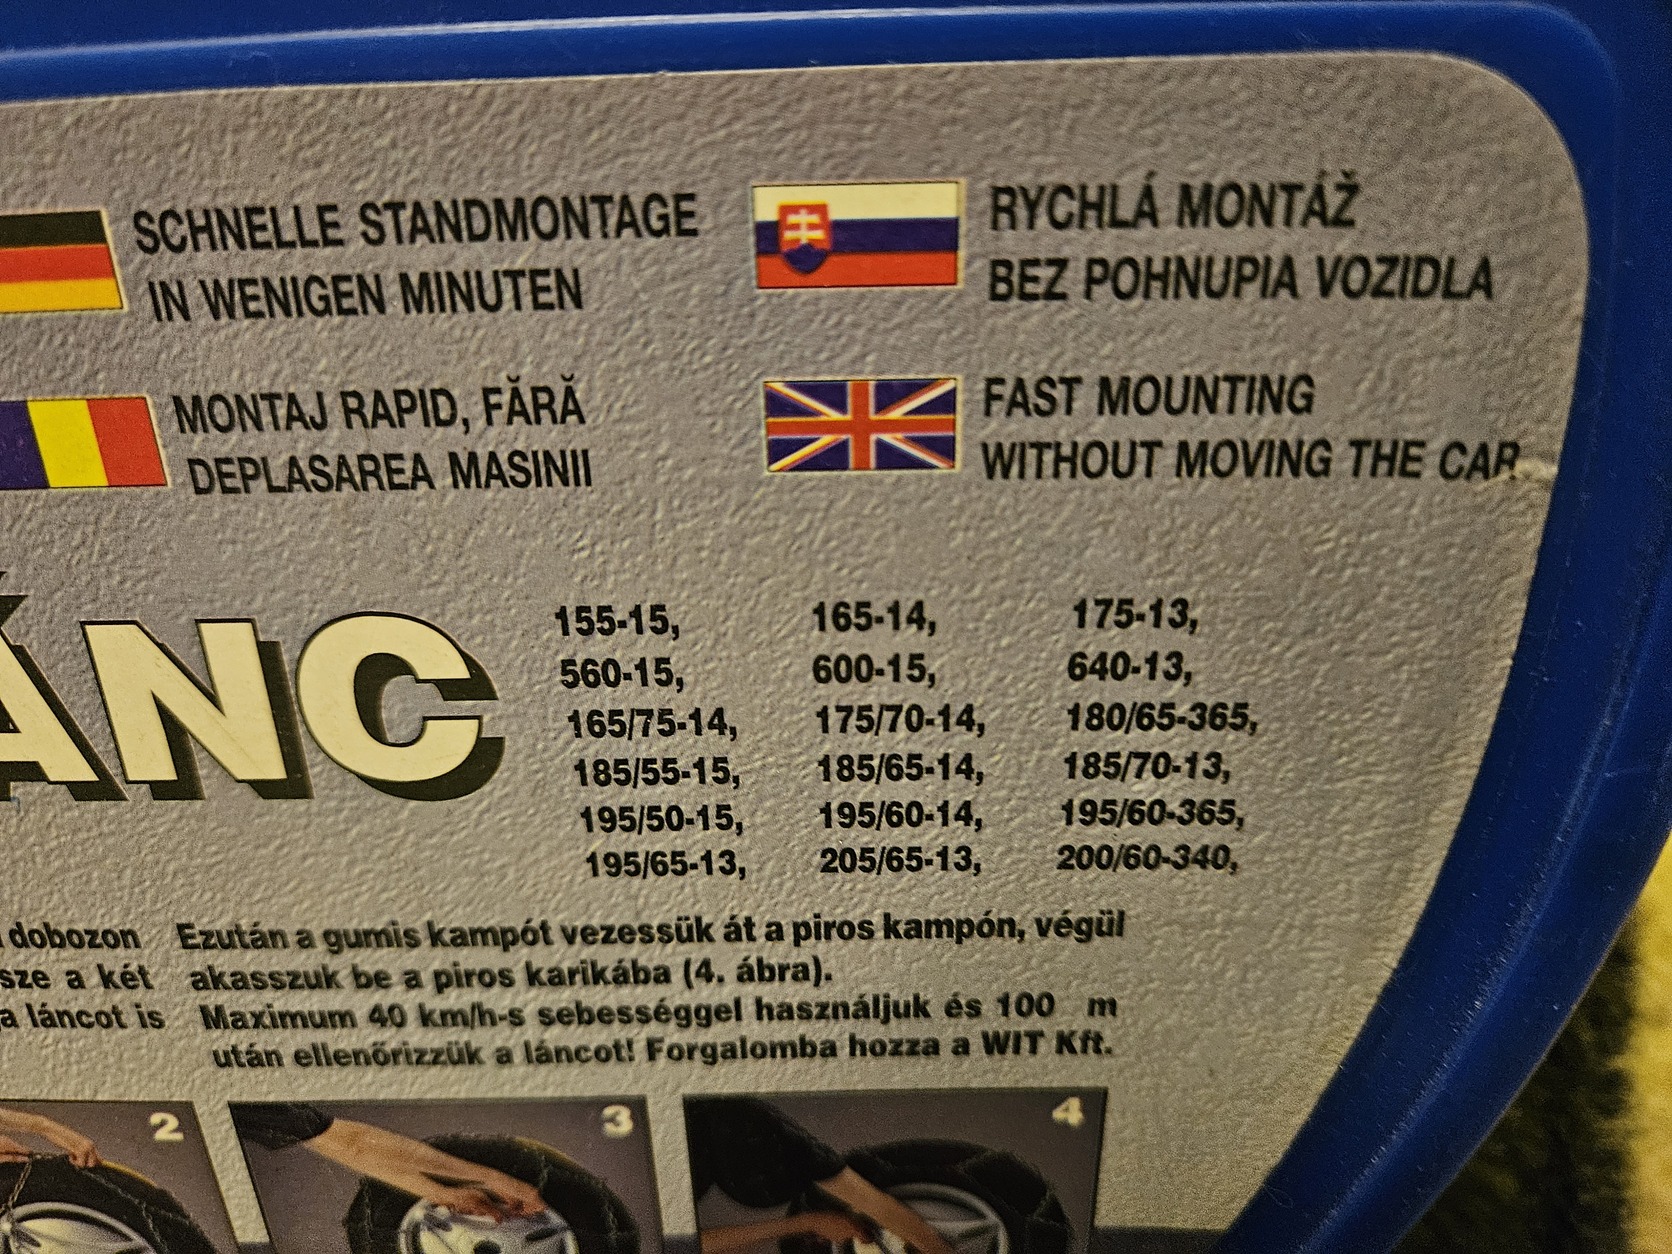 SCHNELLE STANDMONTAGE
IN WENIGEN MINUTEN
RYCHLÁ MONTÁŽ
BEZ POHNUPIA VOZIDLA
MONTAJ RAPID, FĂRĂ
DEPLASAREA MASINII
FAST MOUNTING
WITHOUT MOVING THE CAR
ÁNC
155-15, 165-14, 175-13,
560-15, 600-15, 640-13,
165/75-14, 175/70-14, 180/65-365,
185/55-15, 185/65-14, 185/70-13,
195/50-15, 195/60-14, 195/60-365,
195/65-13, 205/65-13, 200/60-340,
dobozon
sze a két
a láncot is
Ezután a gumis kampót vezessük át a piros kampón, végül
akasszuk be a piros karikába (4. ábra).
Maximum 40 km/h-s sebességgel használjuk és 100 m
után ellenőrizzük a láncot! Forgalomba hozza a WIT Kft.
2
3
4